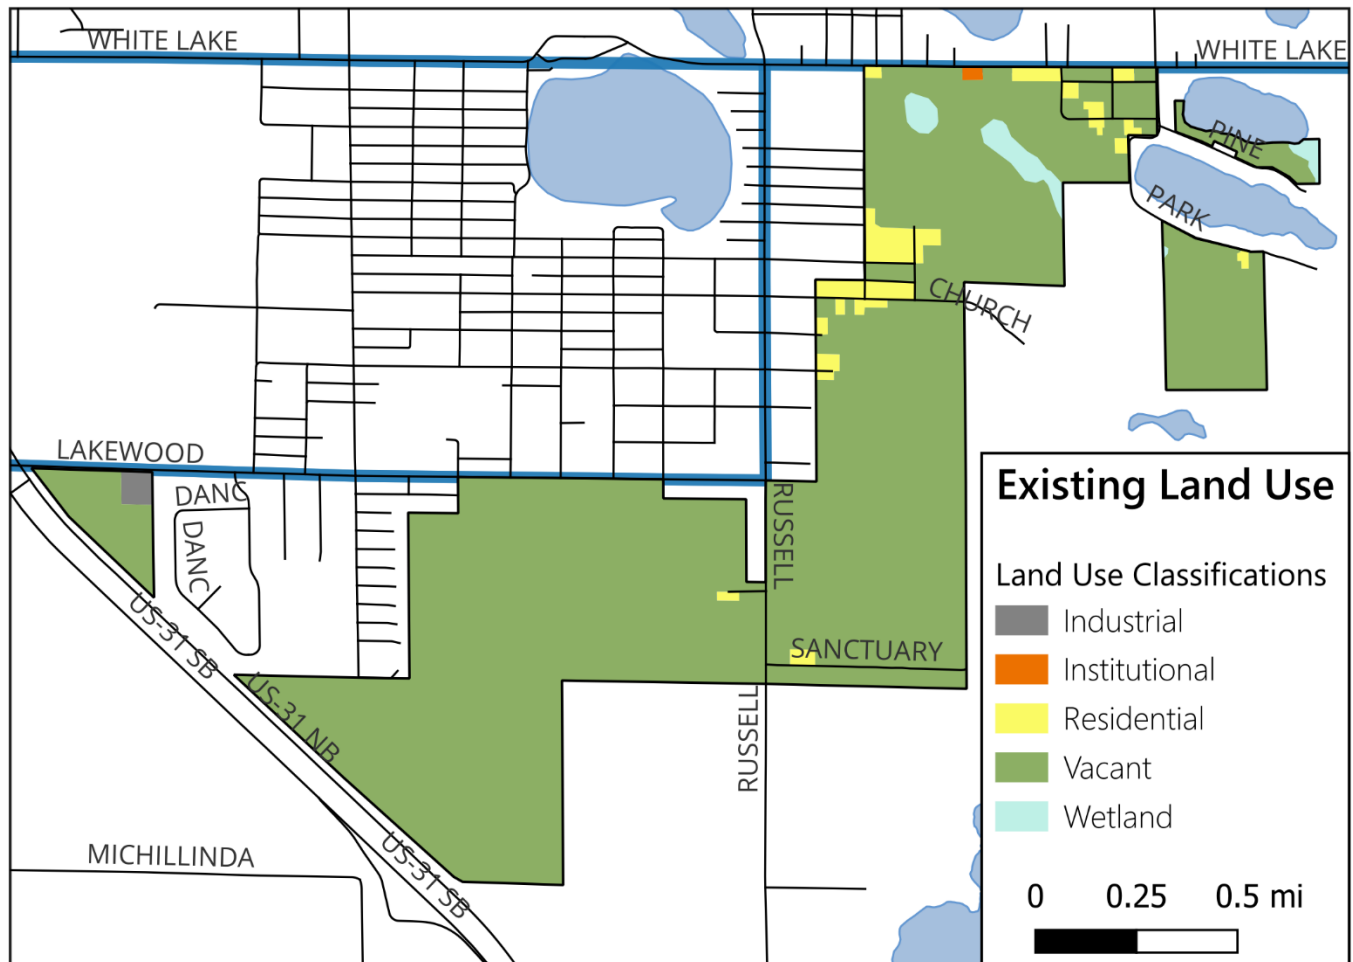 WHITE LAKE
WHITE LAKE
PINE
PARK
CHURCH
LAKEWOOD
DANC
DANC
RUSSELL
US-31 SB
SANCTUARY
US-31 NB
RUSSELL
MICHILLINDA
US-31 SB
Existing Land Use
Land Use Classifications
Industrial
Institutional
Residential
Vacant
Wetland
0 0.25 0.5 mi